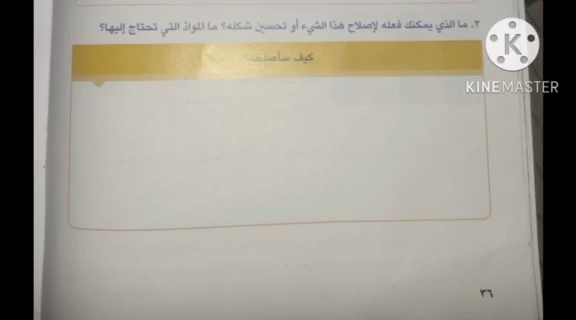 ٢. ما الذي يمكنك فعله لإصلاح هذا الشيء أو تحسين شكله؟ ما المواد التي تحتاج إليها؟
كيف سأصلحه؟
KINEMASTER
٣٦